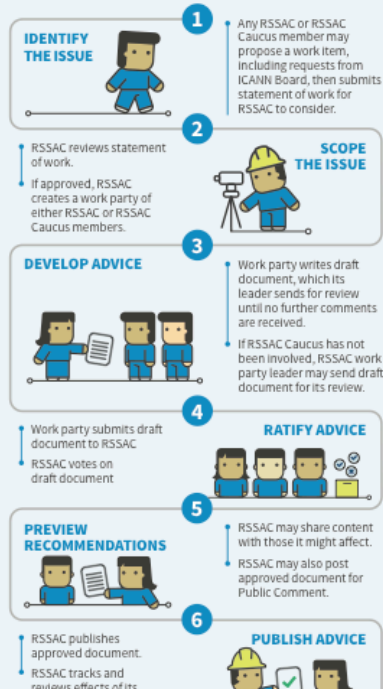 1
IDENTIFY
THE ISSUE
Any RSSAC or RSSAC
Caucus member may
propose a work item,
including requests from
ICANN Board, then submits
statement of work for
RSSAC to consider.
2
RSSAC reviews statement
of work.
If approved, RSSAC
creates a work party of
either RSSAC or RSSAC
Caucus members.
SCOPE
THE ISSUE
3
DEVELOP ADVICE
Work party writes draft
document, which its
leader sends for review
until no further comments
are received.
If RSSAC Caucus has not
been involved, RSSAC work
party leader may send draft
document for its review.
4
Work party submits draft
document to RSSAC
RSSAC votes on
draft document
RATIFY ADVICE
5
PREVIEW
RECOMMENDATIONS
RSSAC may share content
with those it might affect.
RSSAC may also post
approved document for
Public Comment.
6
RSSAC publishes
approved document.
RSSAC tracks and
reviews effects of its
PUBLISH ADVICE